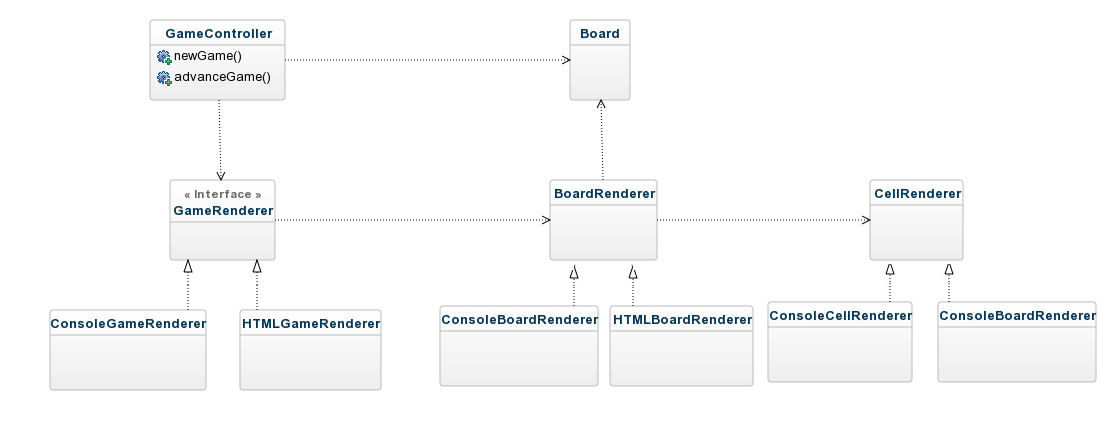 GameController
newGame()
advanceGame()
Board
« Interface »
GameRenderer
BoardRenderer
CellRenderer
ConsoleGameRenderer
HTMLGameRenderer
ConsoleBoardRenderer
HTMLBoardRenderer
ConsoleCellRenderer
ConsoleBoardRenderer